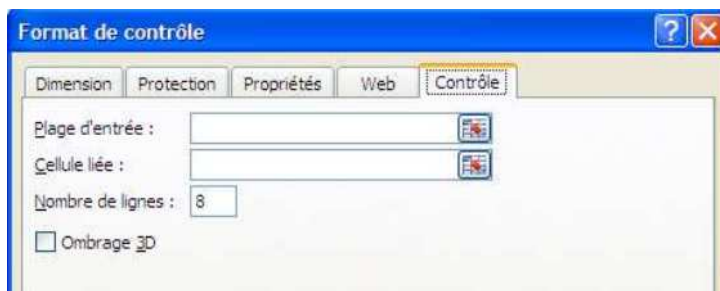 Format de contrôle
Dimension Protection Propriétés Web Contrôle
Plage d'entrée :
Cellule liée :
Nombre de lignes : 8
Ombrage 3D